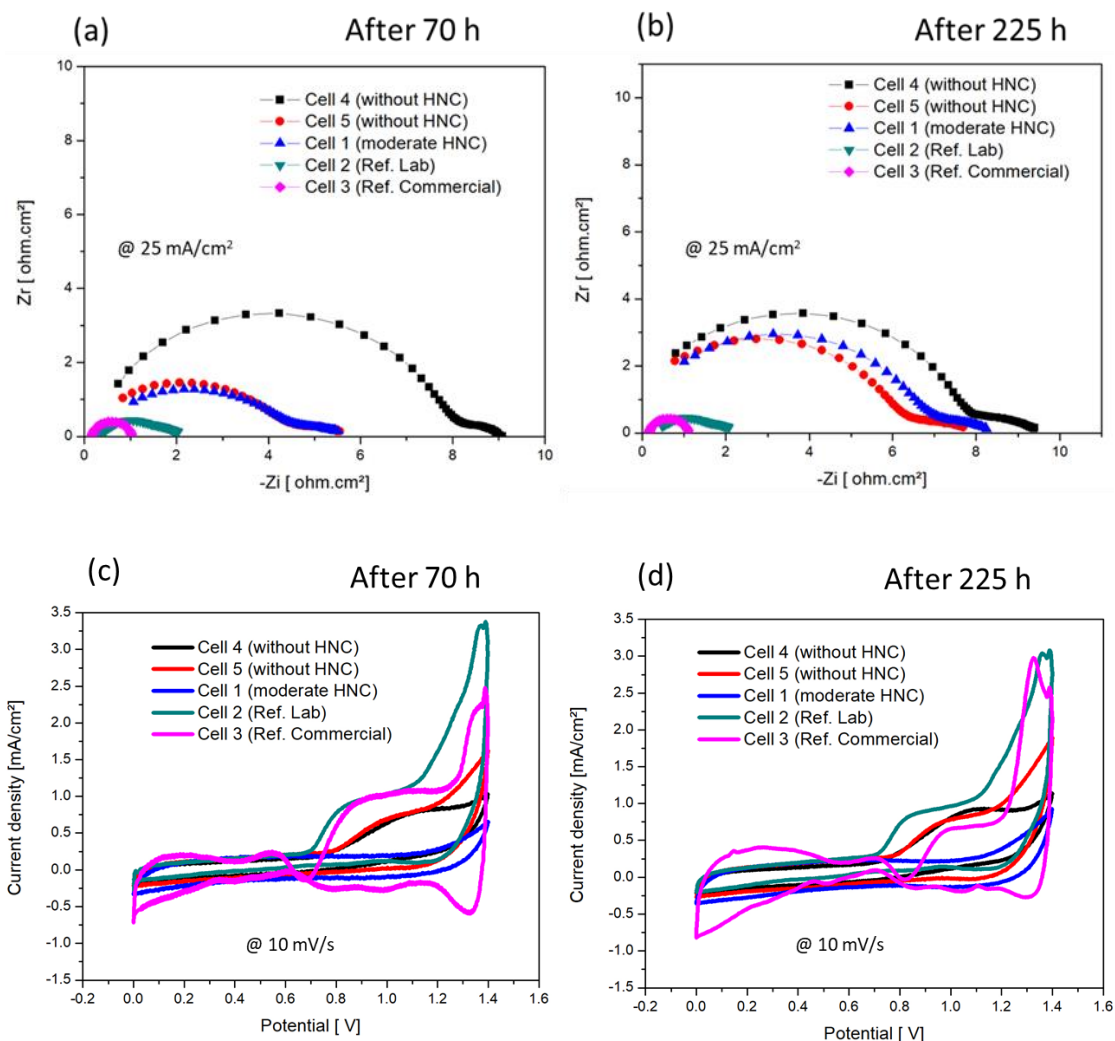 (a) After 70 h
10
8
6
4
2
0
Zr [ ohm.cm²]
Cell 4 (without HNC)
Cell 5 (without HNC)
Cell 1 (moderate HNC)
Cell 2 (Ref. Lab)
Cell 3 (Ref. Commercial)
@ 25 mA/cm²
0 2 4 6 8 10
-Zi [ ohm.cm²]
(b) After 225 h
10
8
6
4
2
0
Zr [ ohm.cm²]
Cell 4 (without HNC)
Cell 5 (without HNC)
Cell 1 (moderate HNC)
Cell 2 (Ref. Lab)
Cell 3 (Ref. Commercial)
@ 25 mA/cm²
0 2 4 6 8 10
-Zi [ ohm.cm²]
(c) After 70 h
3.5
3.0
2.5
2.0
1.5
1.0
0.5
0.0
-0.5
-1.0
-1.5
Current density [mA/cm²]
Cell 4 (without HNC)
Cell 5 (without HNC)
Cell 1 (moderate HNC)
Cell 2 (Ref. Lab)
Cell 3 (Ref. Commercial)
@ 10 mV/s
-0.2 0.0 0.2 0.4 0.6 0.8 1.0 1.2 1.4 1.6
Potential [ V]
(d) After 225 h
3.5
3.0
2.5
2.0
1.5
1.0
0.5
0.0
-0.5
-1.0
-1.5
Current density [mA/cm²]
Cell 4 (without HNC)
Cell 5 (without HNC)
Cell 1 (moderate HNC)
Cell 2 (Ref. Lab)
Cell 3 (Ref. Commercial)
@ 10 mV/s
-0.2 0.0 0.2 0.4 0.6 0.8 1.0 1.2 1.4 1.6
Potential [ V]